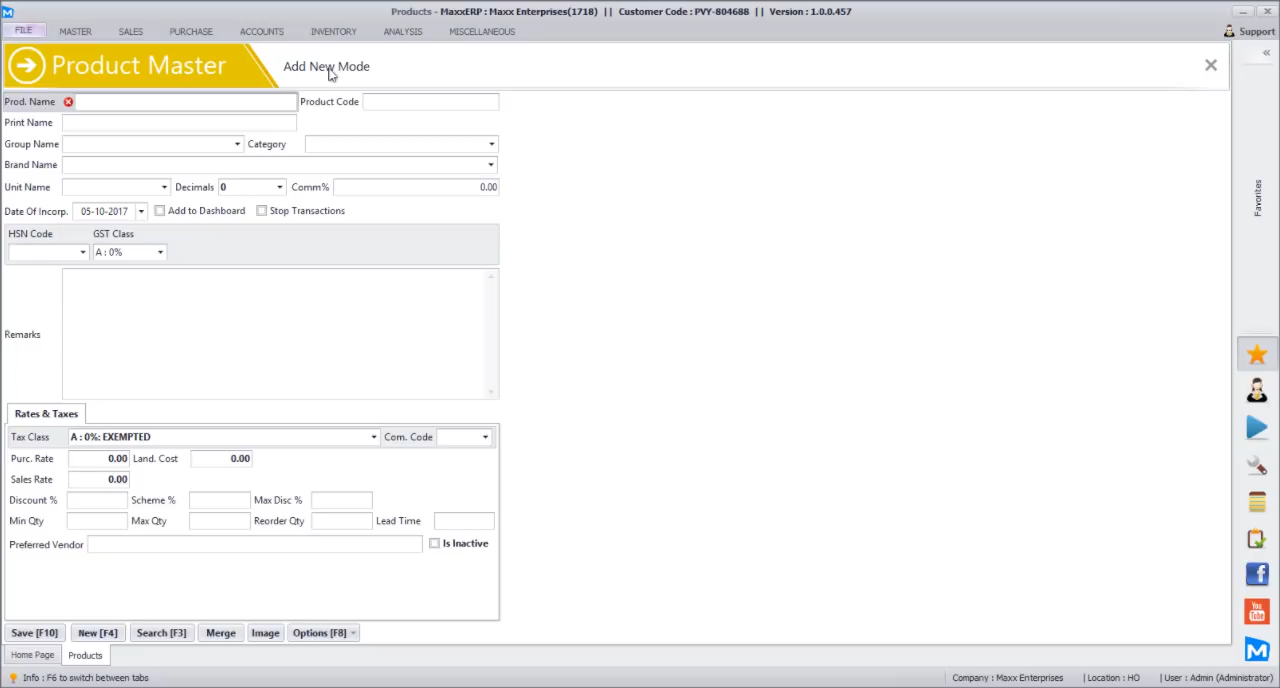 Products - MaxxERP : Maxx Enterprises(1718) || Customer Code : PVY-804688 || Version : 1.0.0.457
FILE MASTER SALES PURCHASE ACCOUNTS INVENTORY ANALYSIS MISCELLANEOUS Support
Product Master Add New Mode
Prod. Name Product Code
Print Name
Group Name Category
Brand Name
Unit Name Decimals 0 Comm% 0.00
Date Of Incorp. 05-10-2017 Add to Dashboard Stop Transactions
HSN Code GST Class
A : 0%
Remarks
Rates & Taxes
Tax Class A : 0%: EXEMPTED Com. Code
Purc. Rate 0.00 Land. Cost 0.00
Sales Rate 0.00
Discount % Scheme % Max Disc %
Min Qty Max Qty Reorder Qty Lead Time
Preferred Vendor Is Inactive
Save [F10] New [F4] Search [F3] Merge Image Options [F8]
Home Page Products
Info : F6 to switch between tabs Company : Maxx Enterprises | Location : HO | User : Admin (Administrator)
Favorites
You Tube